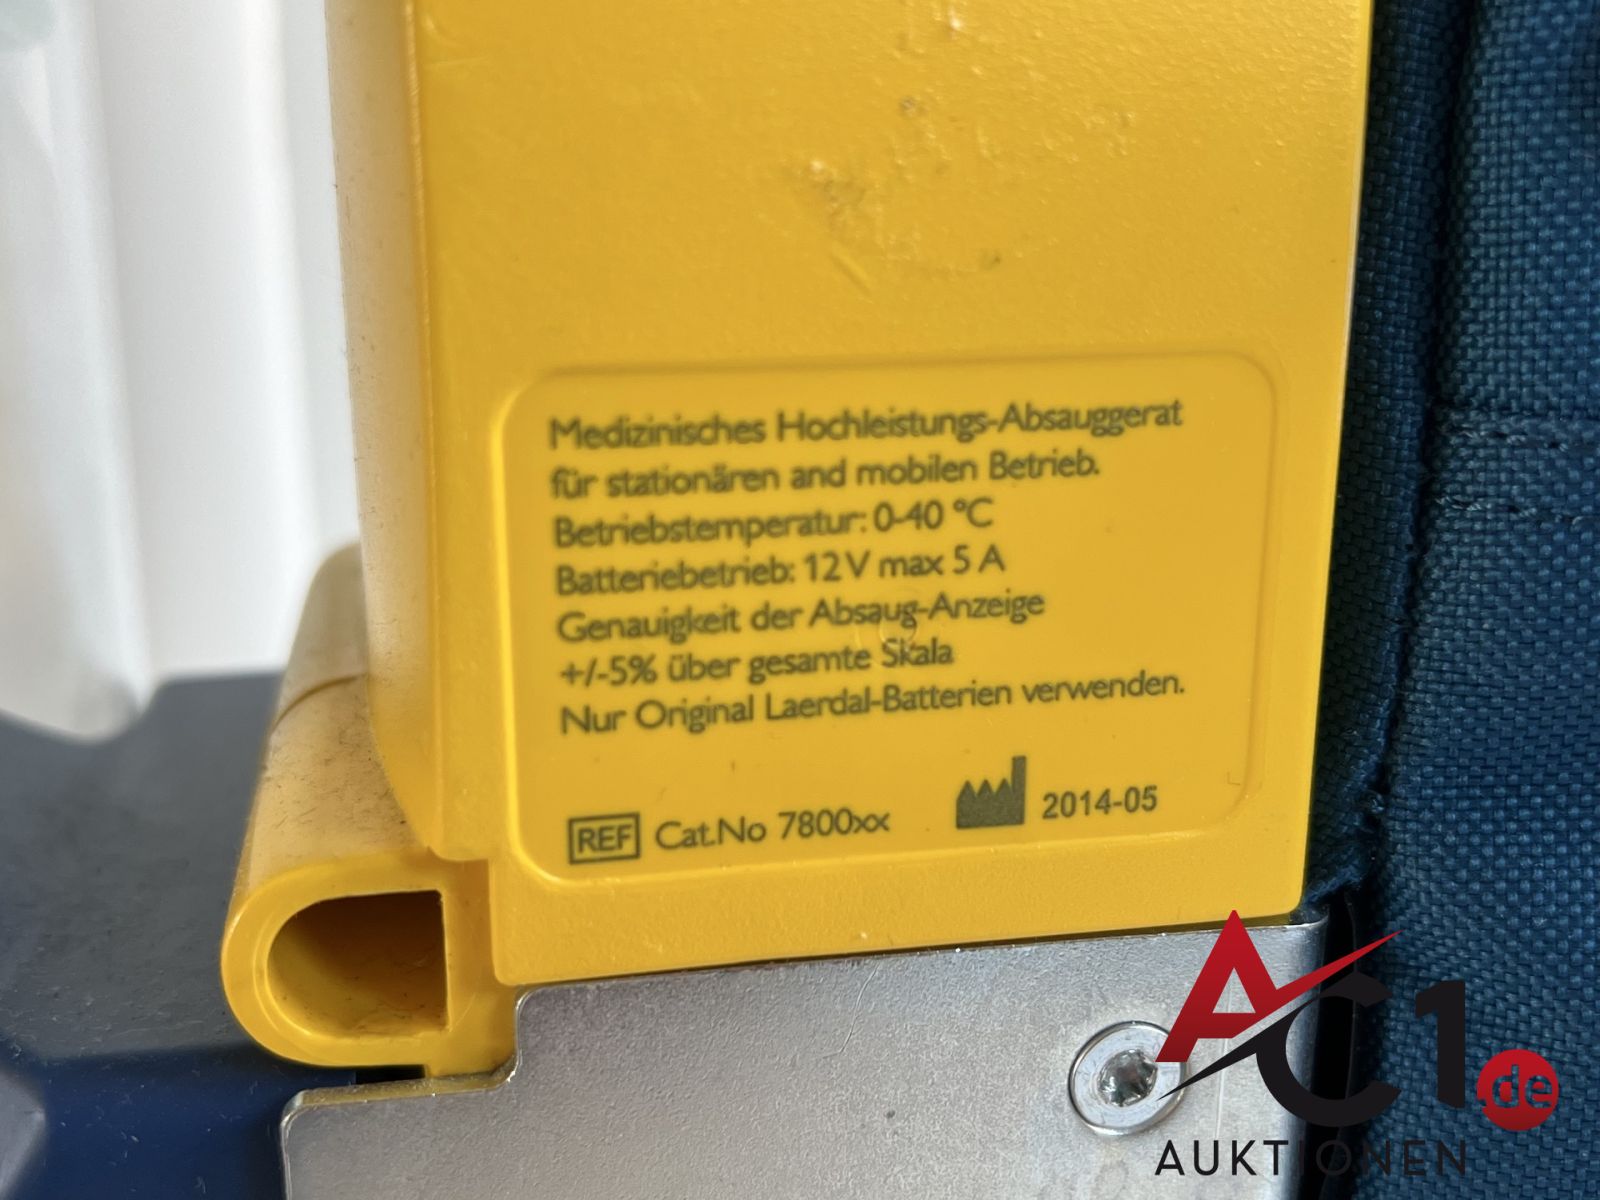 Medizinisches Hochleistungs-Absauggerat
für stationären and mobilen Betrieb.
Betriebstemperatur: 0-40 °C
Batteriebetrieb: 12 V max 5 A
Genauigkeit der Absaug-Anzeige
+/-5% über gesamte Skala
Nur Original Laerdal-Batterien verwenden.
REF Cat.No 7800xx 2014-05
AC1.de
AUKTIONEN